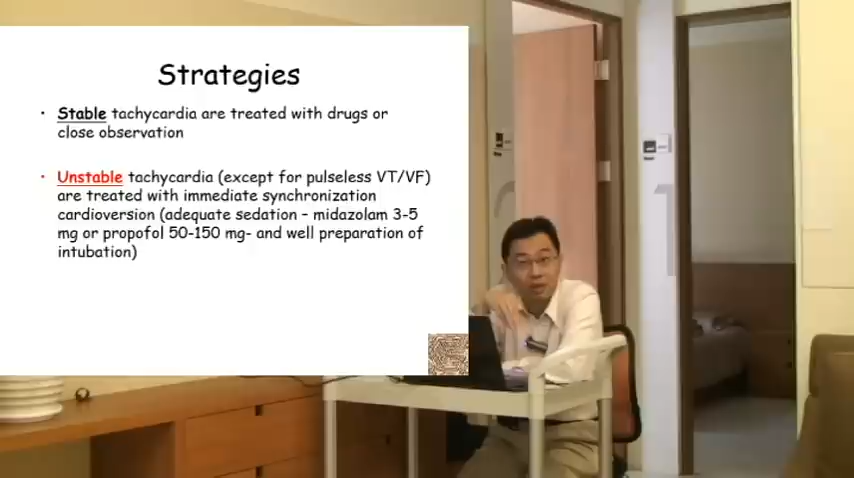 Strategies
• Stable tachycardia are treated with drugs or
close observation
• Unstable tachycardia (except for pulseless VT/VF)
are treated with immediate synchronization
cardioversion (adequate sedation – midazolam 3-5
mg or propofol 50-150 mg- and well preparation of
intubation)